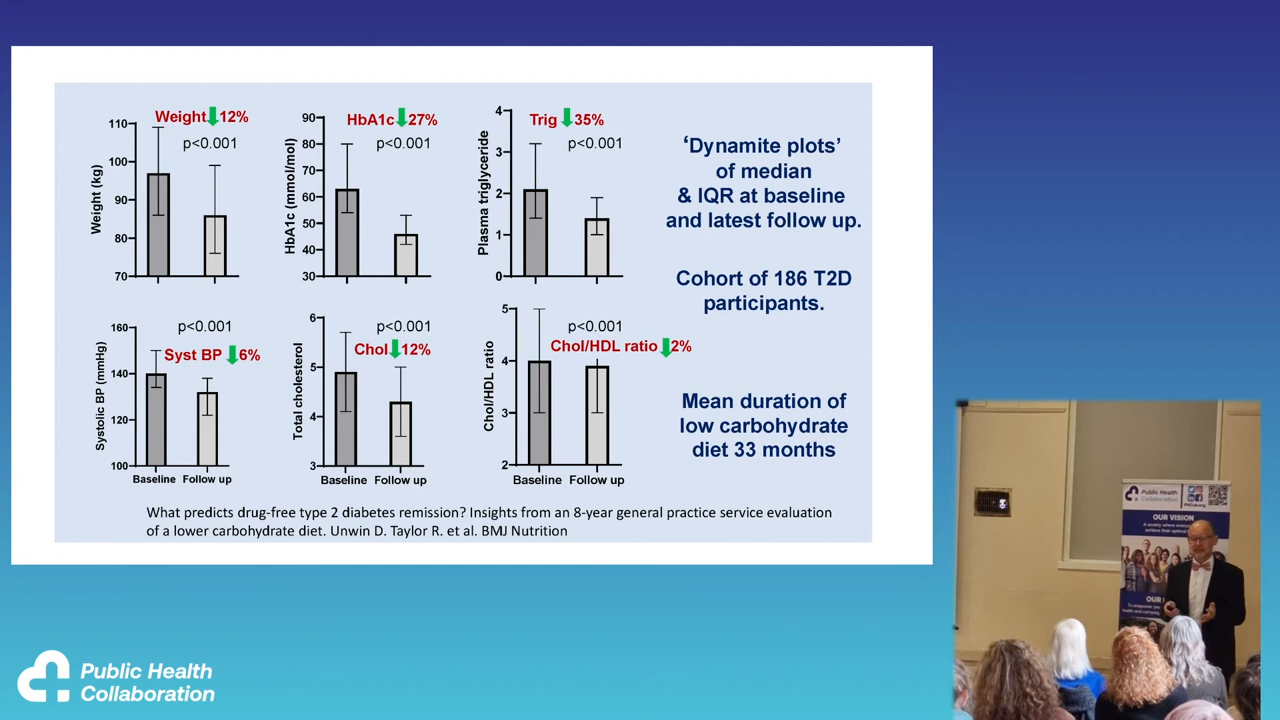 Weight 12%
p<0.001
Weight (kg)
110
100
90
80
70
HbA1c 27%
p<0.001
HbA1c (mmol/mol)
90
80
70
60
50
40
30
Trig 35%
p<0.001
Plasma triglyceride
4
3
2
1
0
‘Dynamite plots’
of median
& IQR at baseline
and latest follow up.
Cohort of 186 T2D
participants.
Mean duration of
low carbohydrate
diet 33 months
p<0.001
Syst BP 6%
Systolic BP (mmHg)
160
140
120
100
Baseline Follow up
p<0.001
Chol 12%
Total cholesterol
6
5
4
3
Baseline Follow up
p<0.001
Chol/HDL ratio 2%
Chol/HDL ratio
5
4
3
2
Baseline Follow up
What predicts drug-free type 2 diabetes remission? Insights from an 8-year general practice service evaluation
of a lower carbohydrate diet. Unwin D. Taylor R. et al. BMJ Nutrition
Public Health
Collaboration
Public Health
Collaboration
OUR VISION